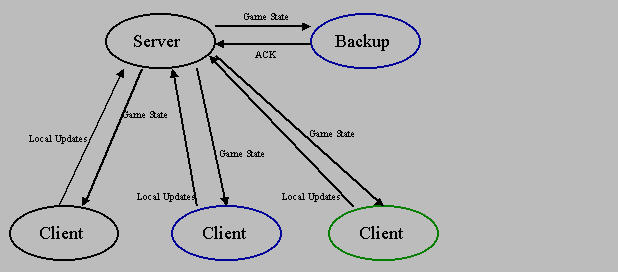 Game State
Server
Backup
ACK
Game State
Local Updates
Game State
Game State
Local Updates
Local Updates
Client
Client
Client